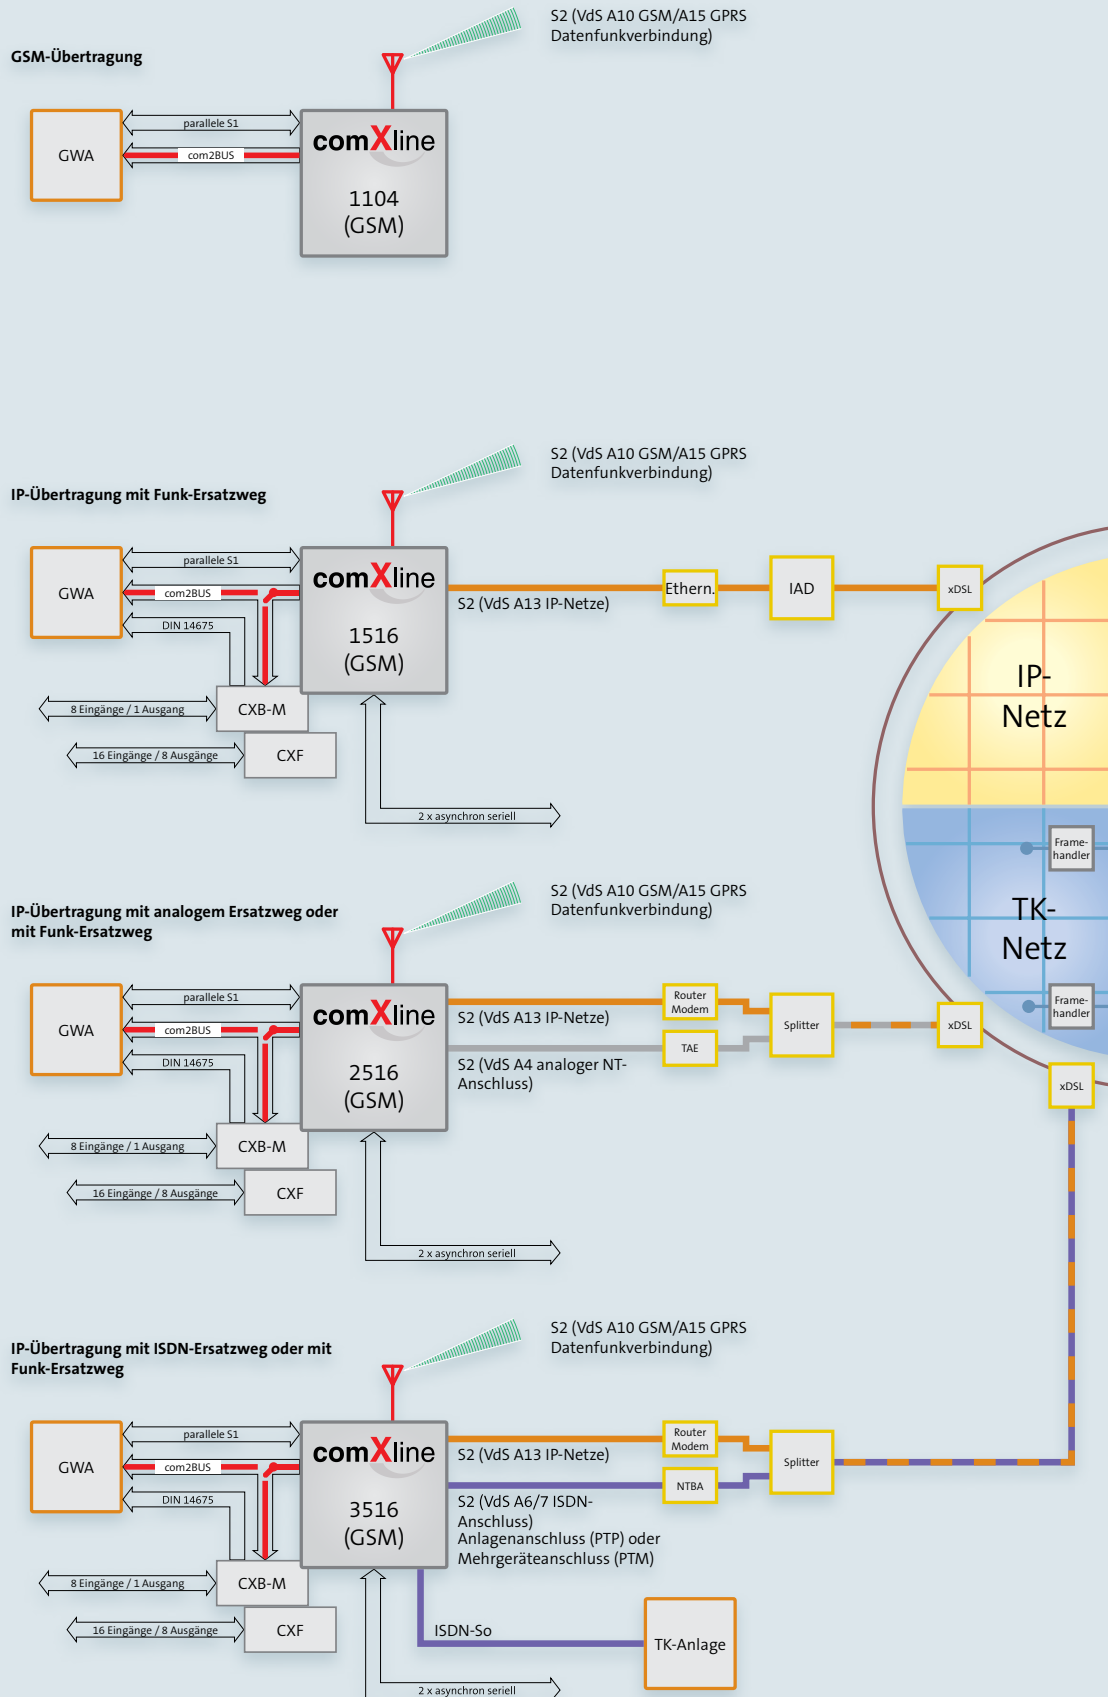 S2 (VdS A10 GSM/A15 GPRS
Datenfunkverbindung)
GSM-Übertragung
parallele S1
GWA
com2BUS
comXline
1104
(GSM)
S2 (VdS A10 GSM/A15 GPRS
Datenfunkverbindung)
IP-Übertragung mit Funk-Ersatzweg
parallele S1
GWA
com2BUS
DIN 14675
comXline
1516
(GSM)
S2 (VdS A13 IP-Netze)
Ethern.
IAD
xDSL
8 Eingänge / 1 Ausgang
CXB-M
16 Eingänge / 8 Ausgänge
CXF
2 x asynchron seriell
IP-
Netz
Frame-
handler
TK-
Netz
Frame-
handler
S2 (VdS A10 GSM/A15 GPRS
Datenfunkverbindung)
IP-Übertragung mit analogem Ersatzweg oder
mit Funk-Ersatzweg
parallele S1
GWA
com2BUS
DIN 14675
comXline
2516
(GSM)
S2 (VdS A13 IP-Netze)
S2 (VdS A4 analoger NT-
Anschluss)
Router
Modem
TAE
Splitter
xDSL
xDSL
8 Eingänge / 1 Ausgang
CXB-M
16 Eingänge / 8 Ausgänge
CXF
2 x asynchron seriell
S2 (VdS A10 GSM/A15 GPRS
Datenfunkverbindung)
IP-Übertragung mit ISDN-Ersatzweg oder mit
Funk-Ersatzweg
parallele S1
GWA
com2BUS
DIN 14675
comXline
3516
(GSM)
S2 (VdS A13 IP-Netze)
S2 (VdS A6/7 ISDN-
Anschluss)
Anlagenanschluss (PTP) oder
Mehrgeräteanschluss (PTM)
Router
Modem
NTBA
Splitter
8 Eingänge / 1 Ausgang
CXB-M
16 Eingänge / 8 Ausgänge
CXF
ISDN-So
TK-Anlage
2 x asynchron seriell